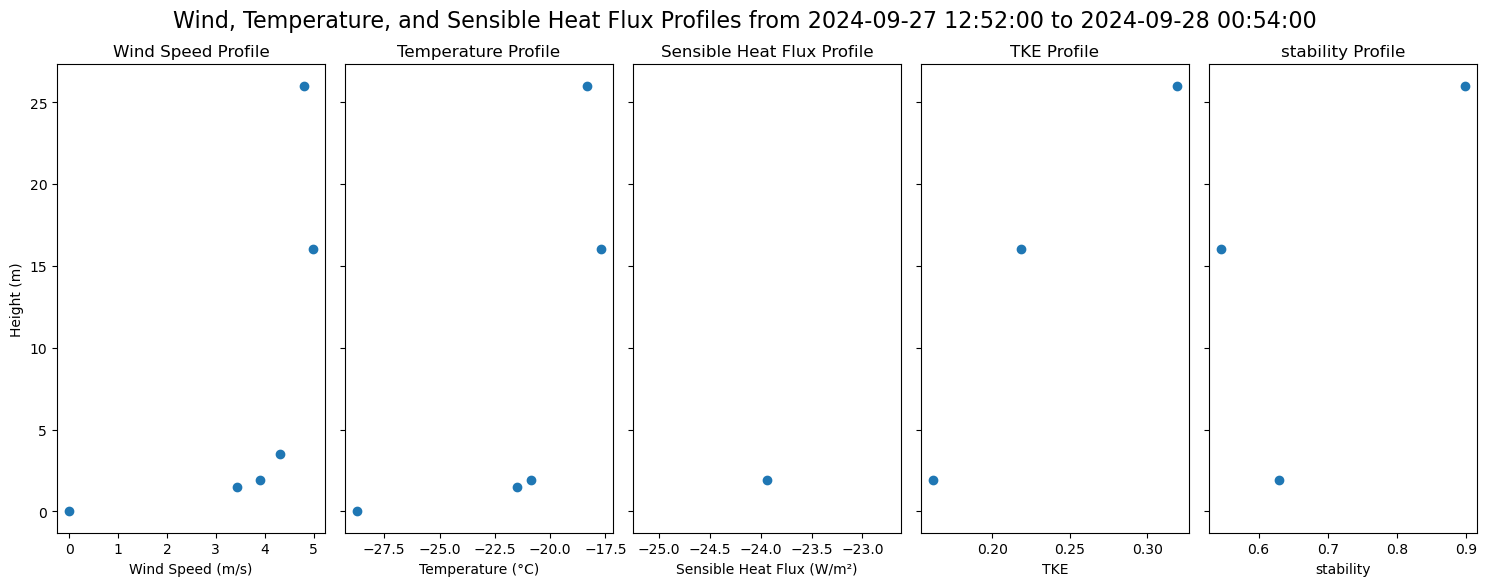 Wind, Temperature, and Sensible Heat Flux Profiles from 2024-09-27 12:52:00 to 2024-09-28 00:54:00
Wind Speed Profile
Temperature Profile
Sensible Heat Flux Profile
TKE Profile
stability Profile
25
20
15
10
5
0
Height (m)
0 1 2 3 4 5
−27.5 −25.0 −22.5 −20.0 −17.5
−25.0 −24.5 −24.0 −23.5 −23.0
0.20 0.25 0.30
0.6 0.7 0.8 0.9
Wind Speed (m/s)
Temperature (°C)
Sensible Heat Flux (W/m²)
TKE
stability